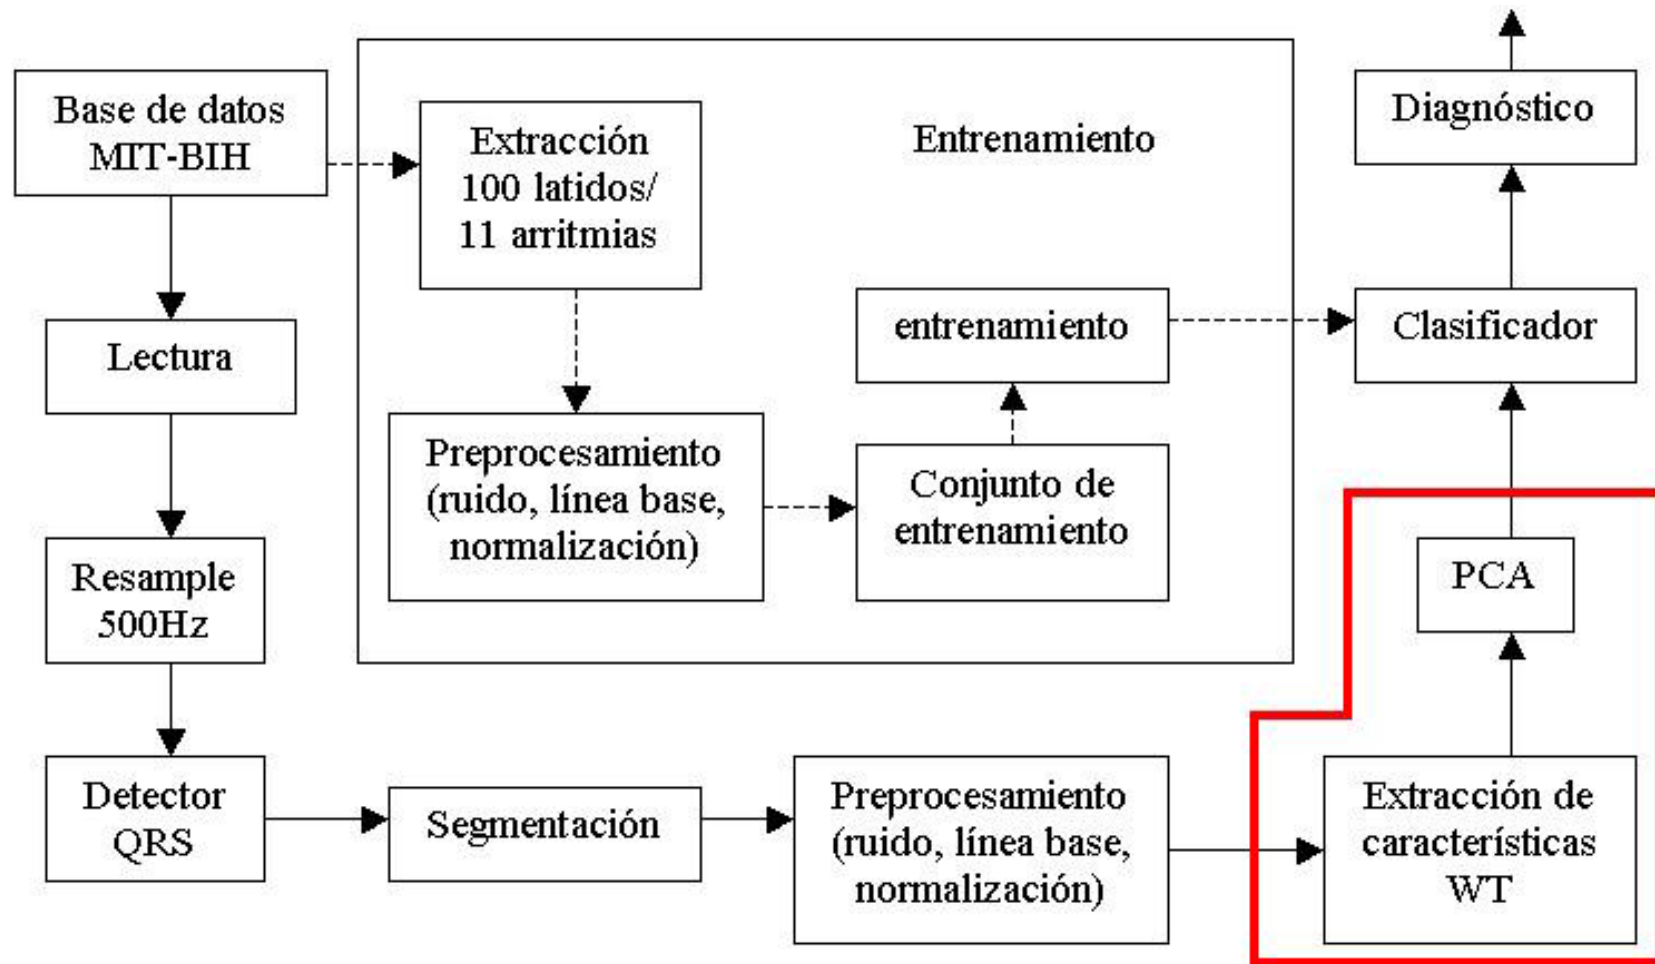 Base de datos
MIT-BIH
Extracción
100 latidos/
11 arritmias
Entrenamiento
Diagnóstico
Lectura
entrenamiento
Clasificador
Preprocesamiento
(ruido, línea base,
normalización)
Conjunto de
entrenamiento
Resample
500Hz
PCA
Detector
QRS
Segmentación
Preprocesamiento
(ruido, línea base,
normalización)
Extracción de
características
WT